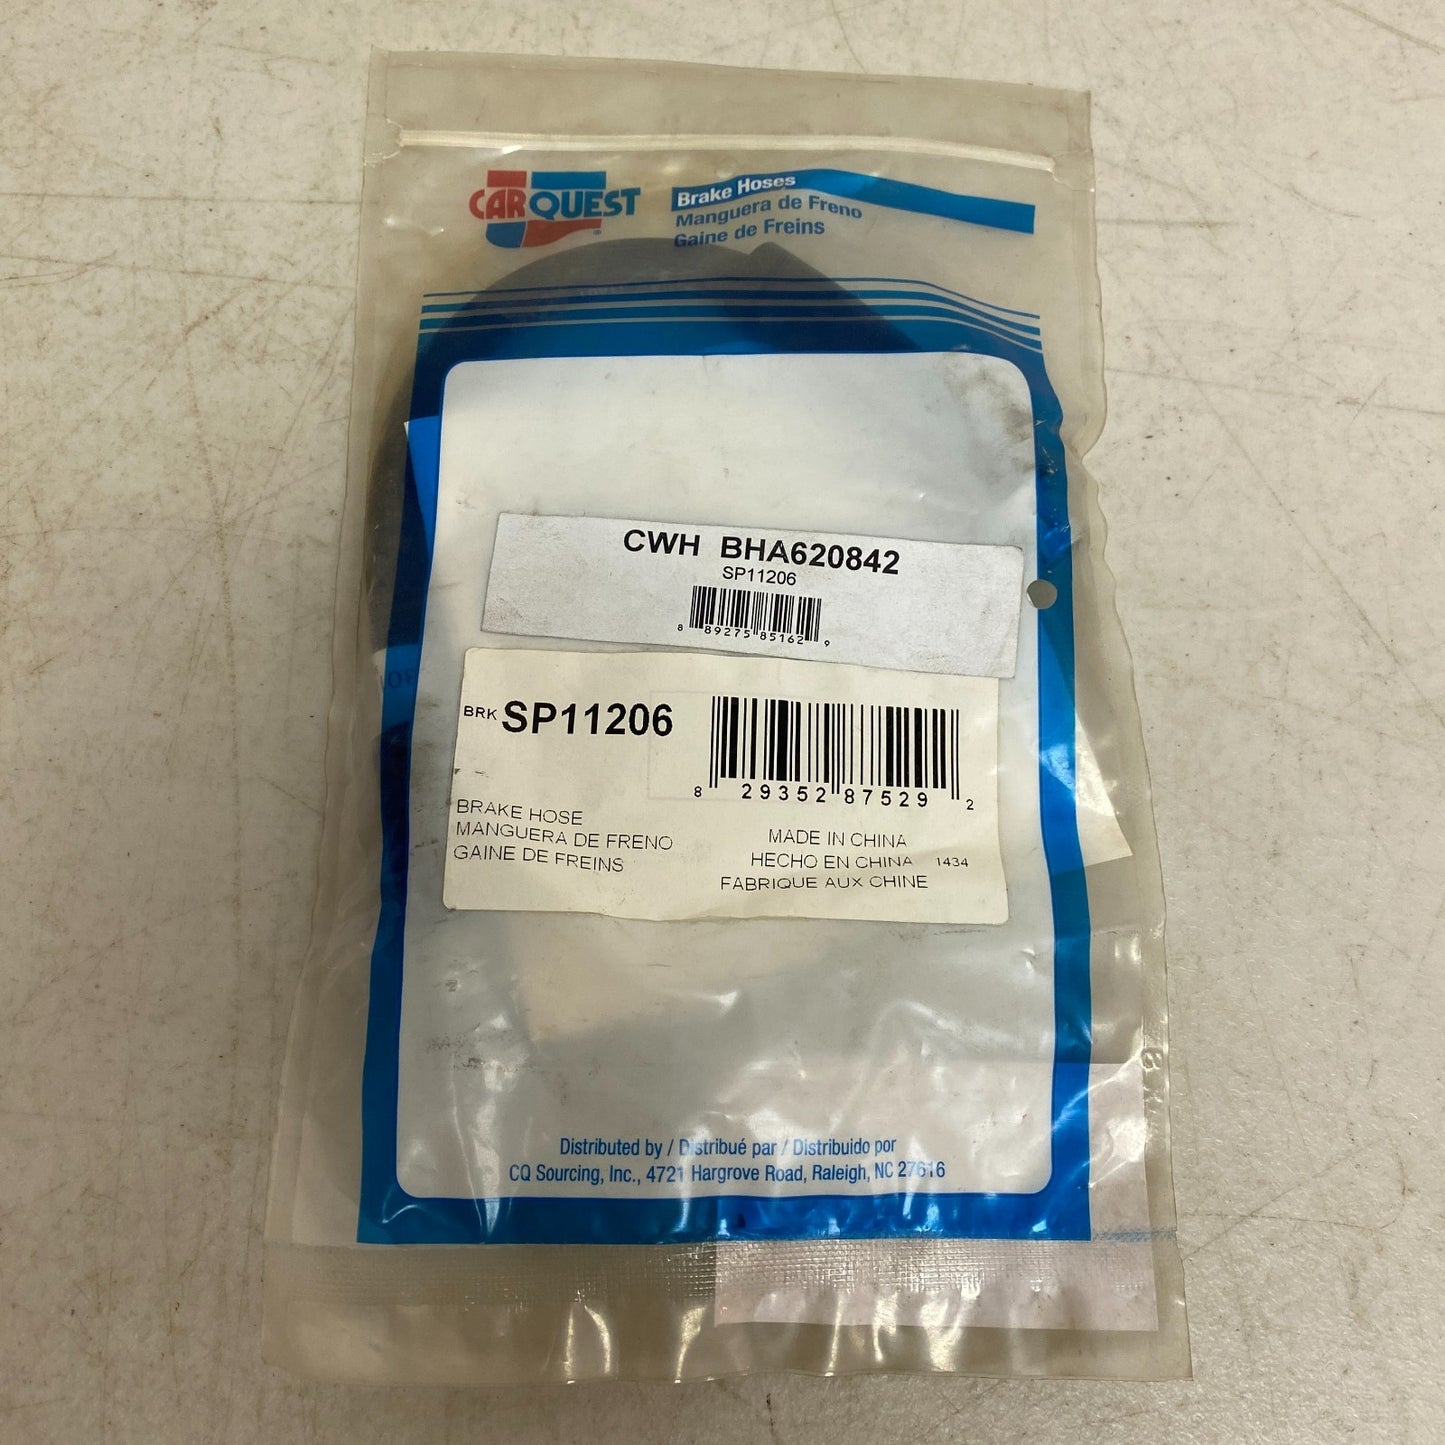 CARQUEST
Brake Hoses
Manguera de Freno
Gaine de Freins
CWH BHA620842
SP11206
8 89275 85162 9
BRK SP11206
8 29352 87529 2
BRAKE HOSE
MANGUERA DE FRENO
GAINE DE FREINS
MADE IN CHINA
HECHO EN CHINA 1434
FABRIQUE AUX CHINE
Distributed by / Distribué par / Distribuido por
CQ Sourcing, Inc., 4721 Hargrove Road, Raleigh, NC 27616